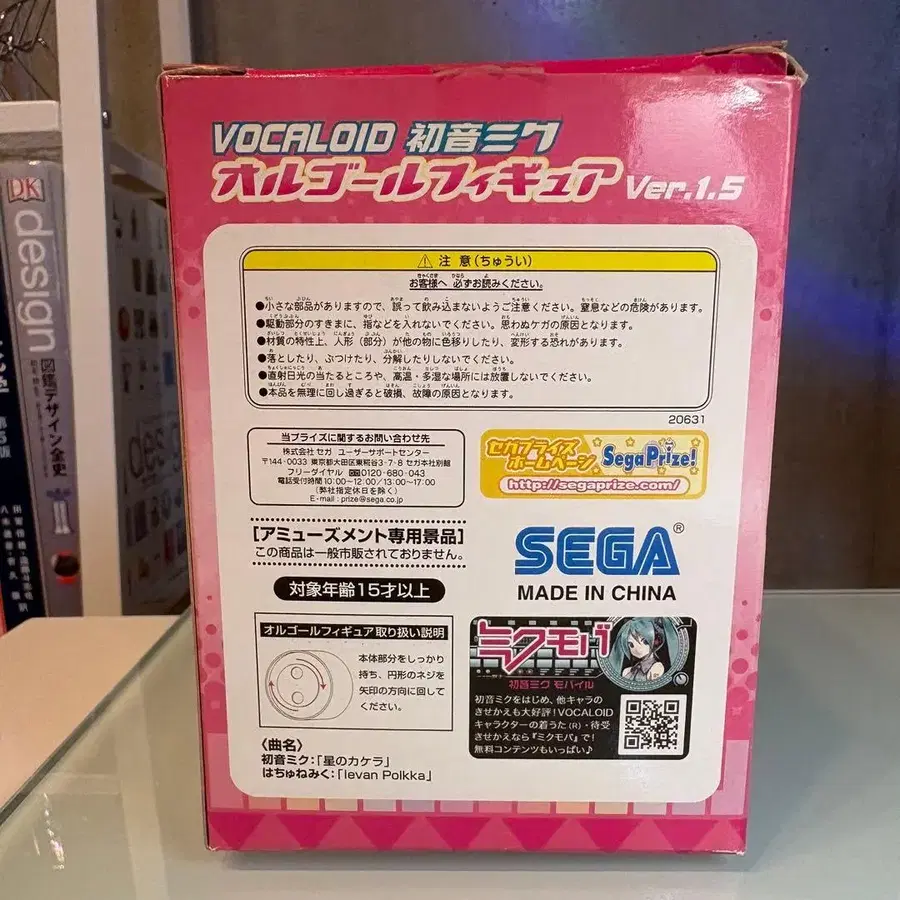 VOCALOID 初音ミク
オルゴールフィギュア Ver.1.5
⚠ 注 意(ちゅうい)
お客様へ 必ずお読みください。
●小さな部品がありますので、誤って飲み込まないようご注意ください。窒息などの危険があります。
●駆動部分のすきまに、指などを入れないでください。思わぬケガの原因となります。
●材質の特性上、人形(部分)が他の物に色移りしたり、変形する恐れがあります。
●落としたり、ぶつけたり、分解したりしないでください。
●直射日光の当たるところや、高温・多湿な場所には放置しないでください。
●本品を無理に回し過ぎると破損、故障の原因となります。
20631
当プライズに関するお問い合わせ先
株式会社 セガ ユーザーサポートセンター
〒144-0033 東京都大田区東糀谷3-7-8 セガ本社別館
フリーダイヤル 0120-680-043
電話受付時間 10:00〜12:00/13:00〜17:00
(弊社指定休日を除く)
E-mail : prize@sega.co.jp
セガプライズ
ホームページ
SegaPrize!
http://segaprize.com/
[アミューズメント専用景品]
この商品は一般市販されておりません。
対象年齢15才以上
SEGA®
MADE IN CHINA
オルゴールフィギュア取り扱い説明
本体部分をしっかり
持ち、円形のネジを
矢印の方向に回して
ください。
ミクモバ
初音ミク モバイル
初音ミクをはじめ、他キャラの
きせかえも大好評!VOCALOID
キャラクターの着うた(R)・待受
きせかえなら『ミクモバ』で!
無料コンテンツもいっぱい♪
〈曲名〉
初音ミク:「星のカケラ」
はちゅねみく:「Ievan Polkka」
DK
design
図鑑デザイン全史